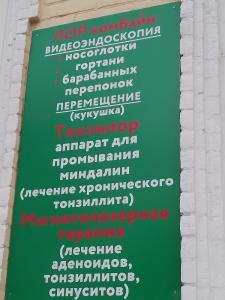 ЛОР комбайн
ВИДЕОЭНДОСКОПИЯ
- носоглотки
- гортани
- барабанных
перепонок
ПЕРЕМЕЩЕНИЕ
(кукушка)
Тонзилор
аппарат для
промывания
миндалин
(лечение хронического
тонзиллита)
Магнитолазерная
терапия
(лечение
аденоидов,
тонзиллитов,
синуситов)